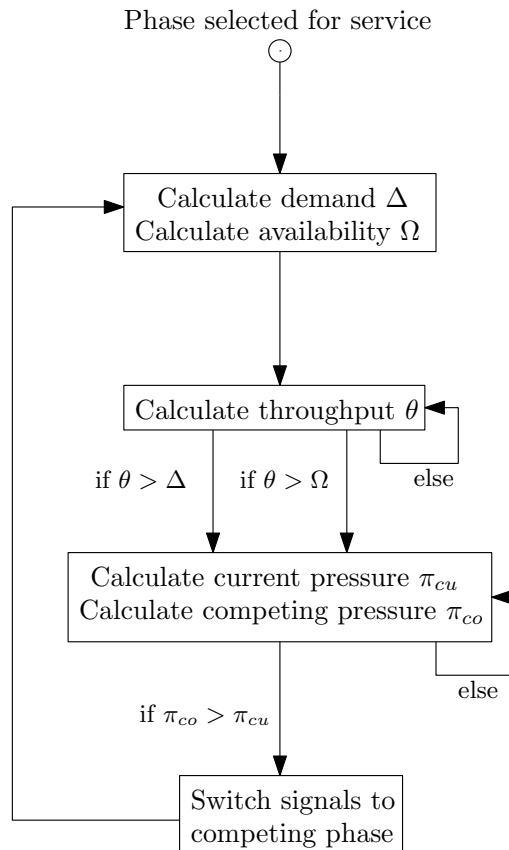 Phase selected for service
Calculate demand Δ
Calculate availability Ω
Calculate throughput θ
if θ > Δ
if θ > Ω
else
Calculate current pressure π_cu
Calculate competing pressure π_co
else
if π_co > π_cu
Switch signals to
competing phase